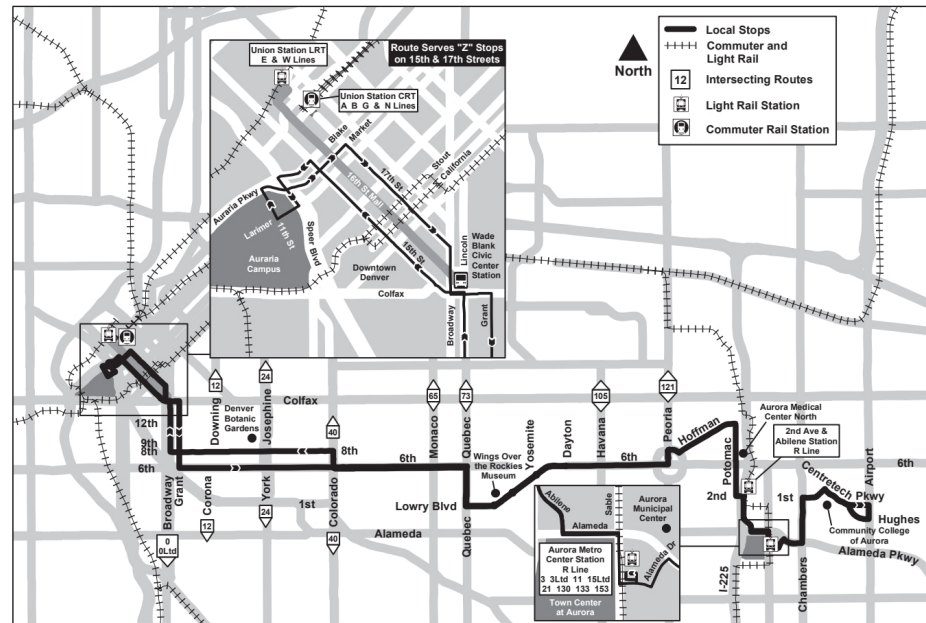 Union Station LRT
E & W Lines
Route Serves "Z" Stops
on 15th & 17th Streets
Union Station CRT
A B G & N Lines
Blake
Market
Stout
California
17th St
16th St Mall
15th St
Auraria Pkwy
Larimer
11th St
Speer Blvd
Auraria
Campus
Downtown
Denver
Lincoln
Wade
Blank
Civic
Center
Station
Colfax
Broadway
Grant
North
Local Stops
Commuter and
Light Rail
12
Intersecting Routes
Light Rail Station
Commuter Rail Station
12
24
65
73
105
121
Downing
Josephine
Monaco
Quebec
Havana
Peoria
Colfax
Denver
Botanic
Gardens
40
12th
9th
8th
6th
8th
6th
Broadway
Grant
Corona
York
1st
Colorado
0
0Ltd
12
24
40
Alameda
Lowry Blvd
Quebec
Wings Over
the Rockies
Museum
Yosemite
Dayton
6th
Hoffman
Potomac
Aurora Medical
Center North
2nd Ave &
Abilene Station
R Line
6th
Airport
2nd
1st
Centretech Pkwy
Hughes
Community College
of Aurora
Alameda Pkwy
I-225
Chambers
Abilene
Sable
Aurora
Municipal
Center
Alameda
Alameda Dr
Aurora Metro
Center Station
R Line
3 3Ltd 11 15Ltd
21 130 133 153
Town Center
at Aurora